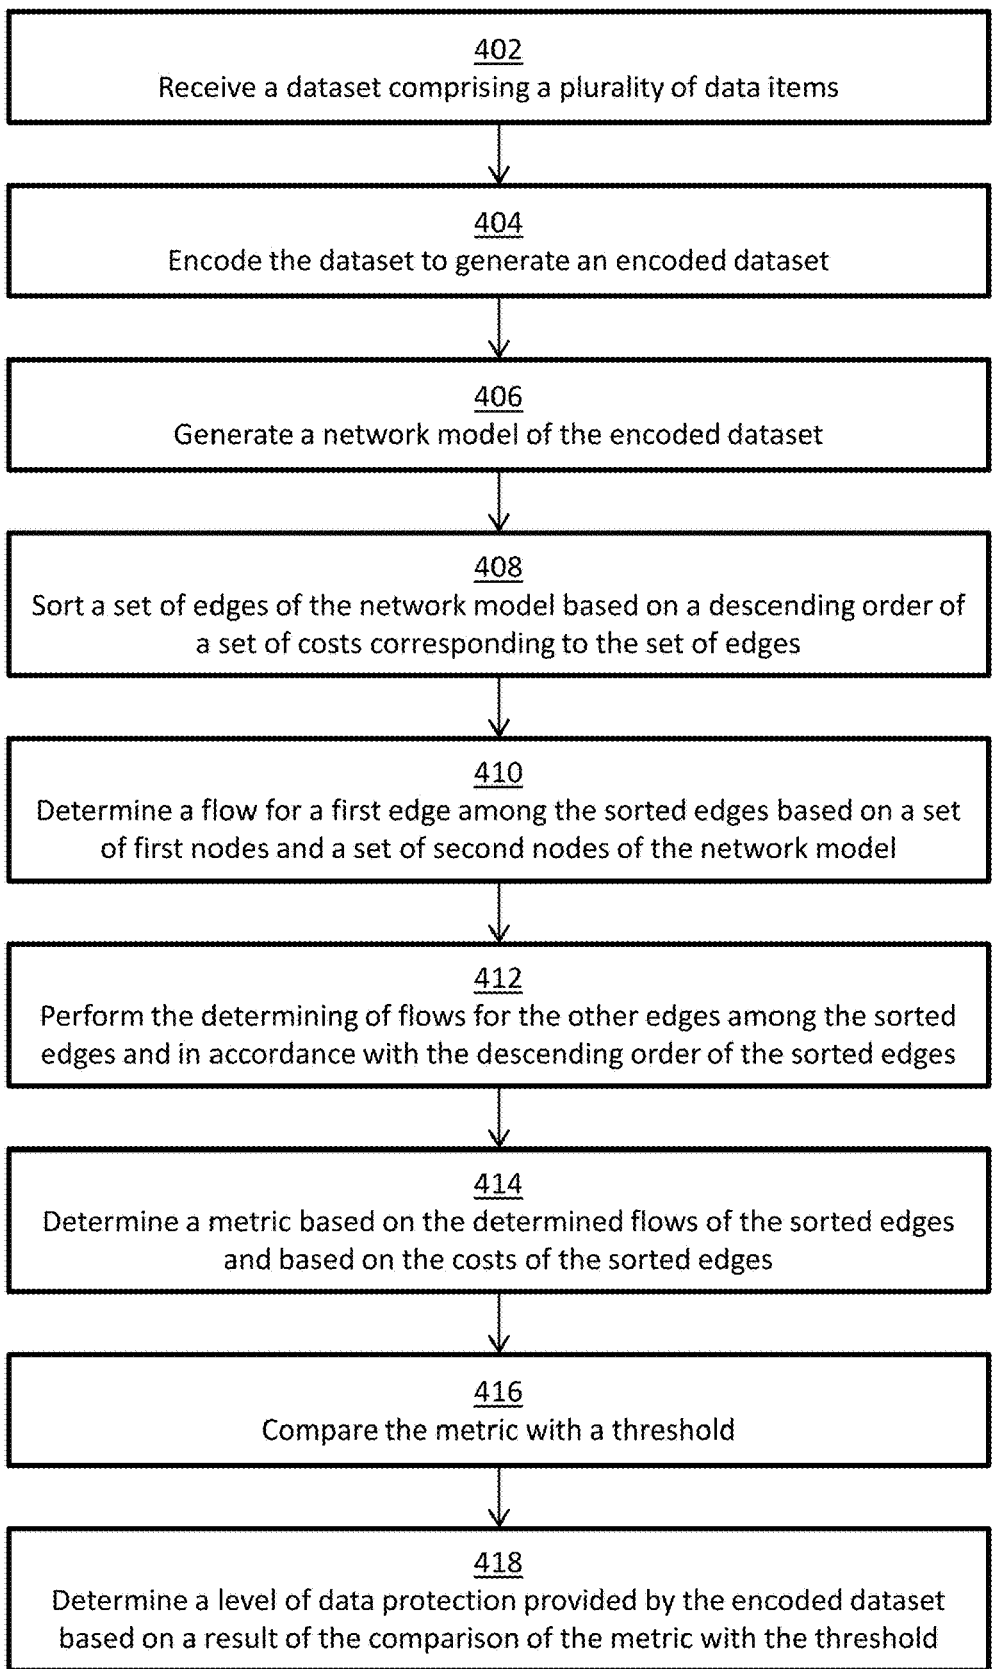 402
Receive a dataset comprising a plurality of data items
404
Encode the dataset to generate an encoded dataset
406
Generate a network model of the encoded dataset
408
Sort a set of edges of the network model based on a descending order of
a set of costs corresponding to the set of edges
410
Determine a flow for a first edge among the sorted edges based on a set
of first nodes and a set of second nodes of the network model
412
Perform the determining of flows for the other edges among the sorted
edges and in accordance with the descending order of the sorted edges
414
Determine a metric based on the determined flows of the sorted edges
and based on the costs of the sorted edges
416
Compare the metric with a threshold
418
Determine a level of data protection provided by the encoded dataset
based on a result of the comparison of the metric with the threshold